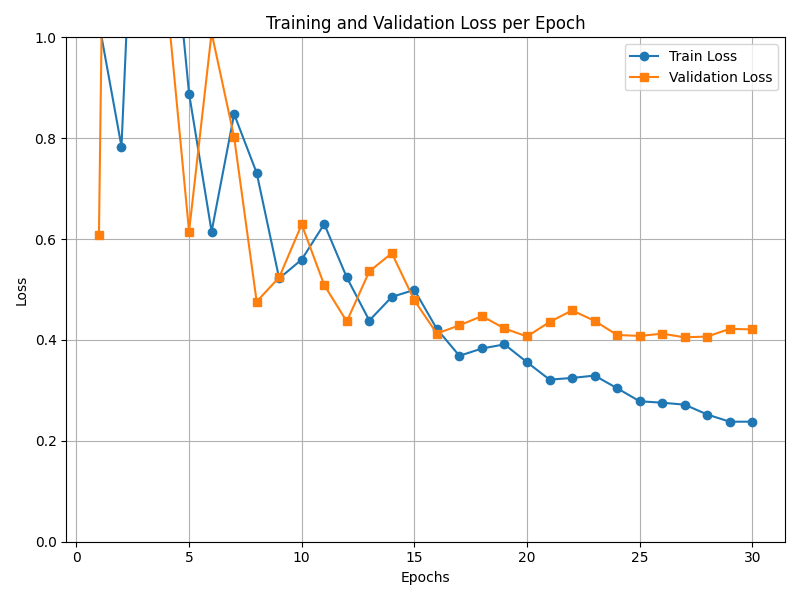 Training and Validation Loss per Epoch
Train Loss
Validation Loss
Loss
1.0
0.8
0.6
0.4
0.2
0.0
0 5 10 15 20 25 30
Epochs